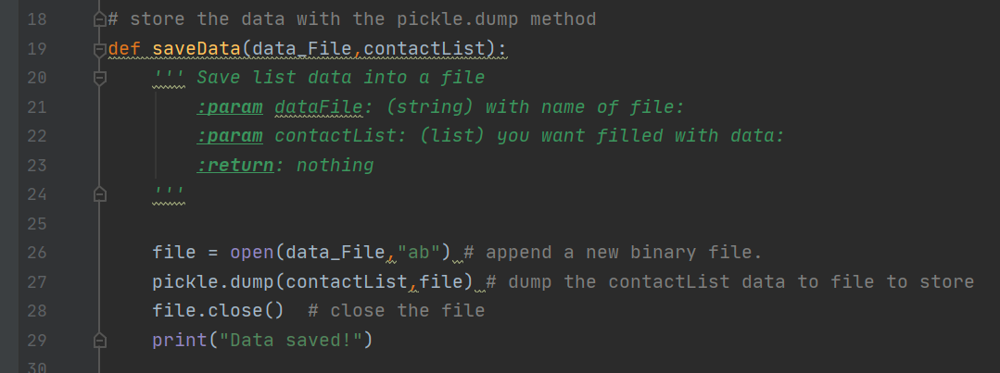 18 # store the data with the pickle.dump method
19 def saveData(data_File,contactList):
20     ''' Save list data into a file
21         :param dataFile: (string) with name of file:
22         :param contactList: (list) you want filled with data:
23         :return: nothing
24     '''
25
26     file = open(data_File,"ab") # append a new binary file.
27     pickle.dump(contactList,file) # dump the contactList data to file to store
28     file.close()  # close the file
29     print("Data saved!")
30